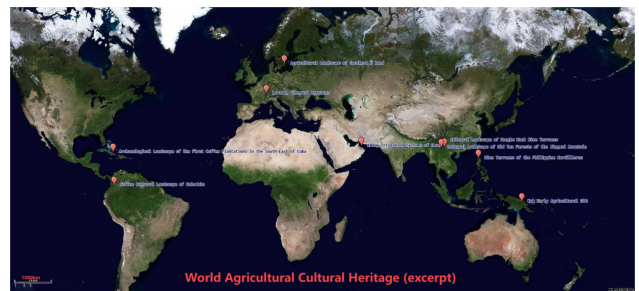 Agricultural Landscape of Southern Öland
Lavaux, Vineyard Terraces
Cultural Landscape of Honghe Hani Rice Terraces
Cultural Landscape of Old Tea Forests of the Jingmai Mountain
Archaeological Landscape of the First Coffee Plantations in the South-East of Cuba
Rice Terraces of the Philippine Cordilleras
Coffee Cultural Landscape of Colombia
Kuk Early Agricultural Site
1000km
World Agricultural Cultural Heritage (excerpt)